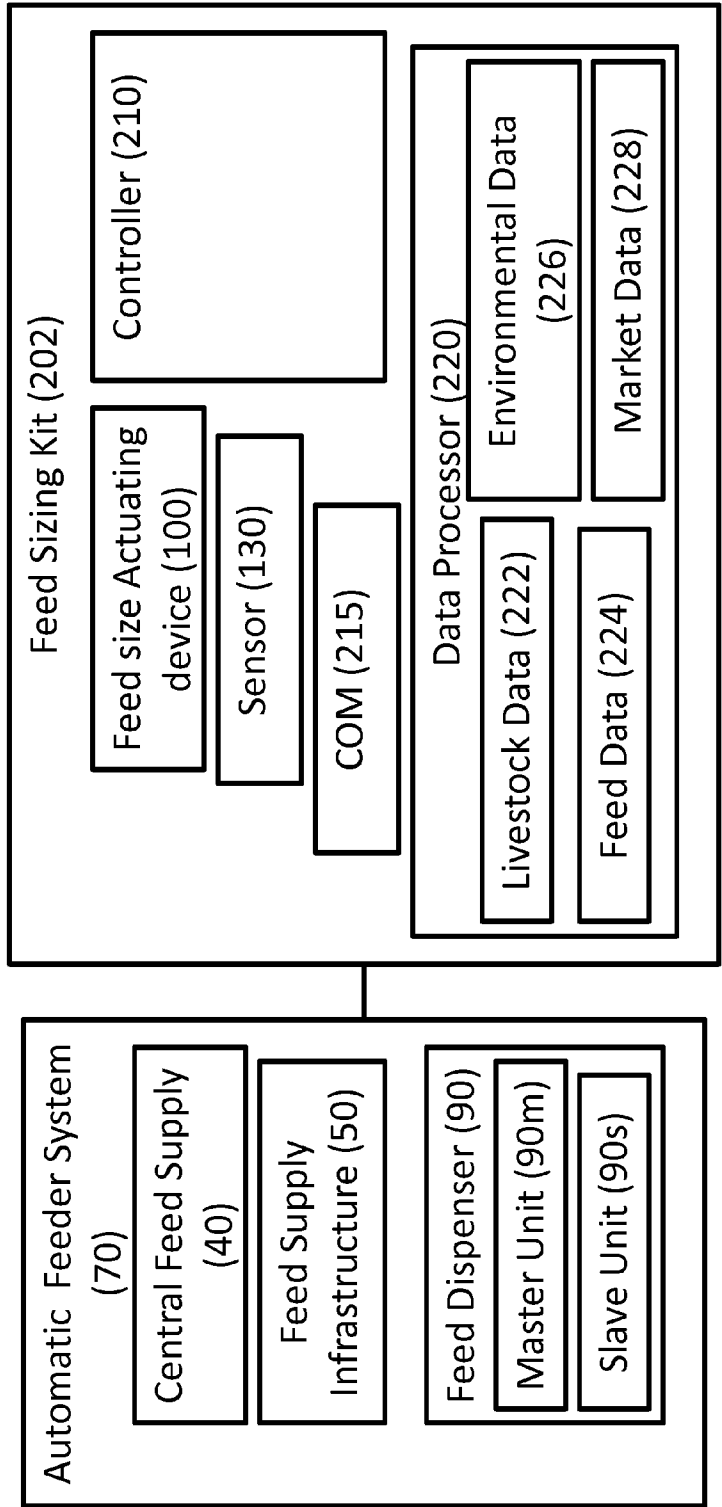 Automatic Feeder System
(70)
Central Feed Supply
(40)
Feed Supply
Infrastructure (50)
Feed Dispenser (90)
Master Unit (90m)
Slave Unit (90s)
Feed Sizing Kit (202)
Feed size Actuating
device (100)
Sensor (130)
COM (215)
Controller (210)
Data Processor (220)
Livestock Data (222)
Feed Data (224)
Environmental Data
(226)
Market Data (228)